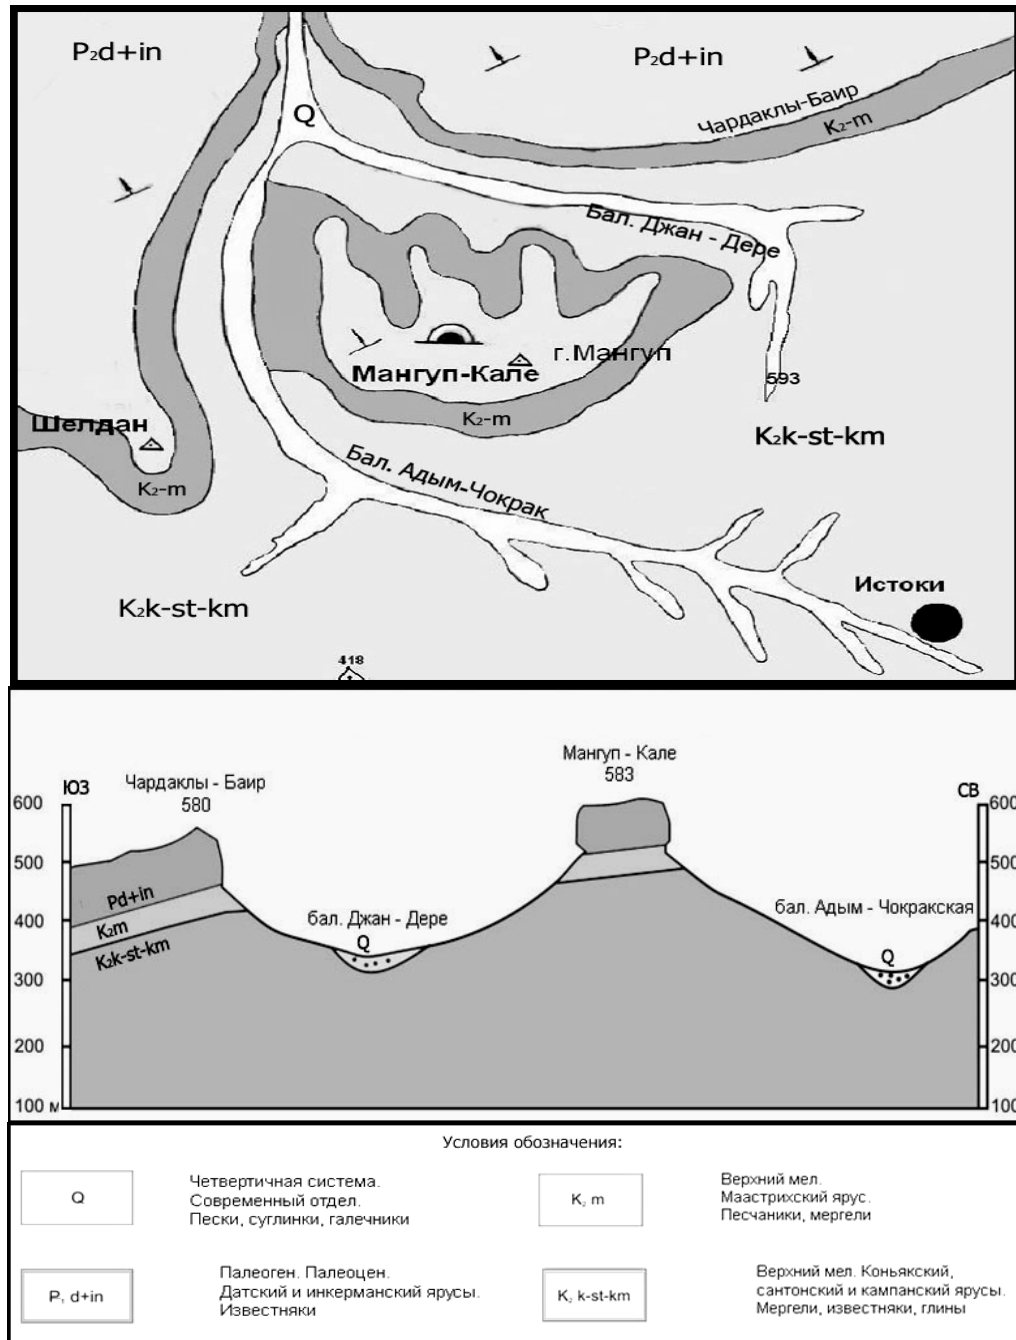 P₂d+in
P₂d+in
Q
Чардаклы-Баир
K₂-m
Бал. Джан - Дере
г.Мангуп
Мангуп-Кале
593
K₂-m
K₂k-st-km
Шелдан
K₂-m
Бал. Адым-Чокрак
Истоки
K₂k-st-km
418
Мангуп - Кале
583
Чардаклы - Баир
580
ЮЗ
СВ
600
600
500
500
Pd+in
400
400
K₂m
K₂k-st-km
бал. Джан - Дере
Q
бал. Адым - Чокракская
Q
300
300
200
200
100 м
100
Условия обозначения:
Q
Четвертичная система.
Современный отдел.
Пески, суглинки, галечники
K₂ m
Верхний мел.
Маастрихский ярус.
Песчаники, мергели
P, d+in
Палеоген. Палеоцен.
Датский и инкерманский ярусы.
Известняки
K₂ k-st-km
Верхний мел. Коньякский,
сантонский и кампанский ярусы.
Мергели, известняки, глины